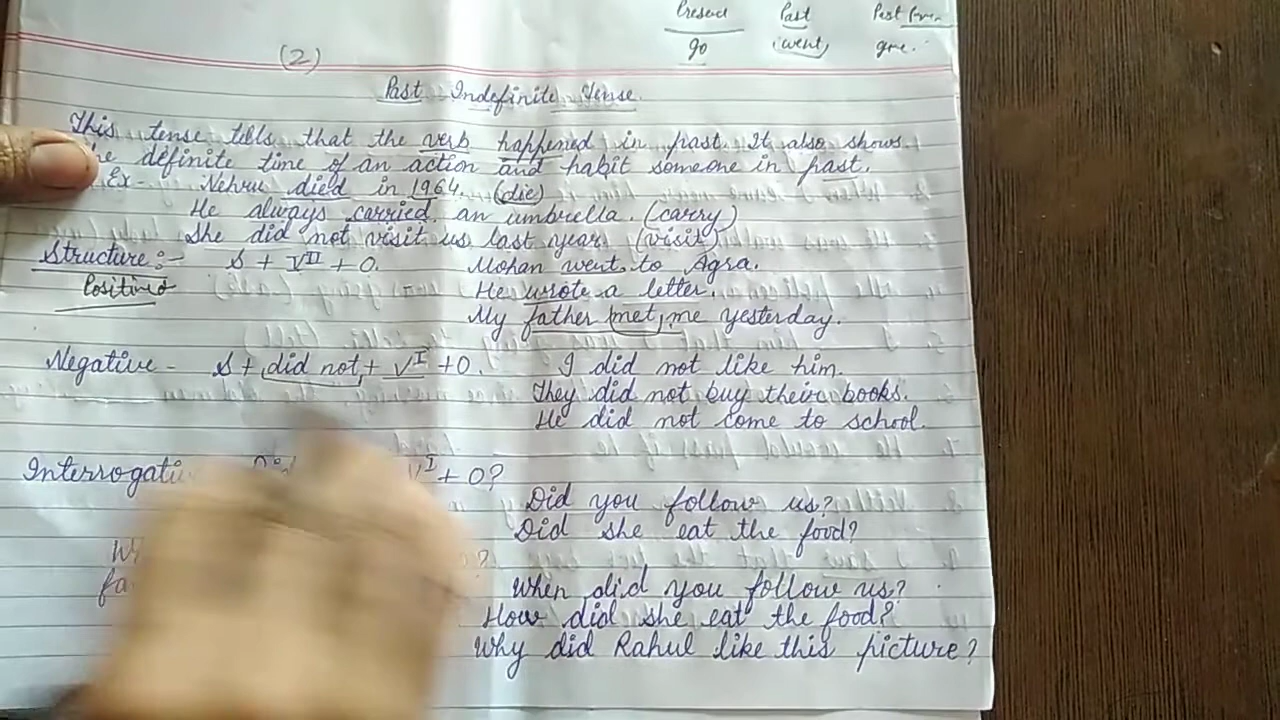 Present Past Past
go went
(2)
Past Indefinite Tense
This tense tells that the verb happened in past. It also shows
the definite time of an action and habit someone in past.
Ex- Nehru died in 1964. (die)
He always carried an umbrella. (carry)
She did not visit us last year (visit)
Structure:- S + VII + O. Mohan went to Agra.
Positive He wrote a letter.
My father met me yesterday.
Negative - S + did not + VI + O. I did not like him.
They did not buy their books.
He did not come to school.
VI + O?
Did you follow us?
Did she eat the food?
When did you follow us?
How did she eat the food?
Why did Rahul like this picture?